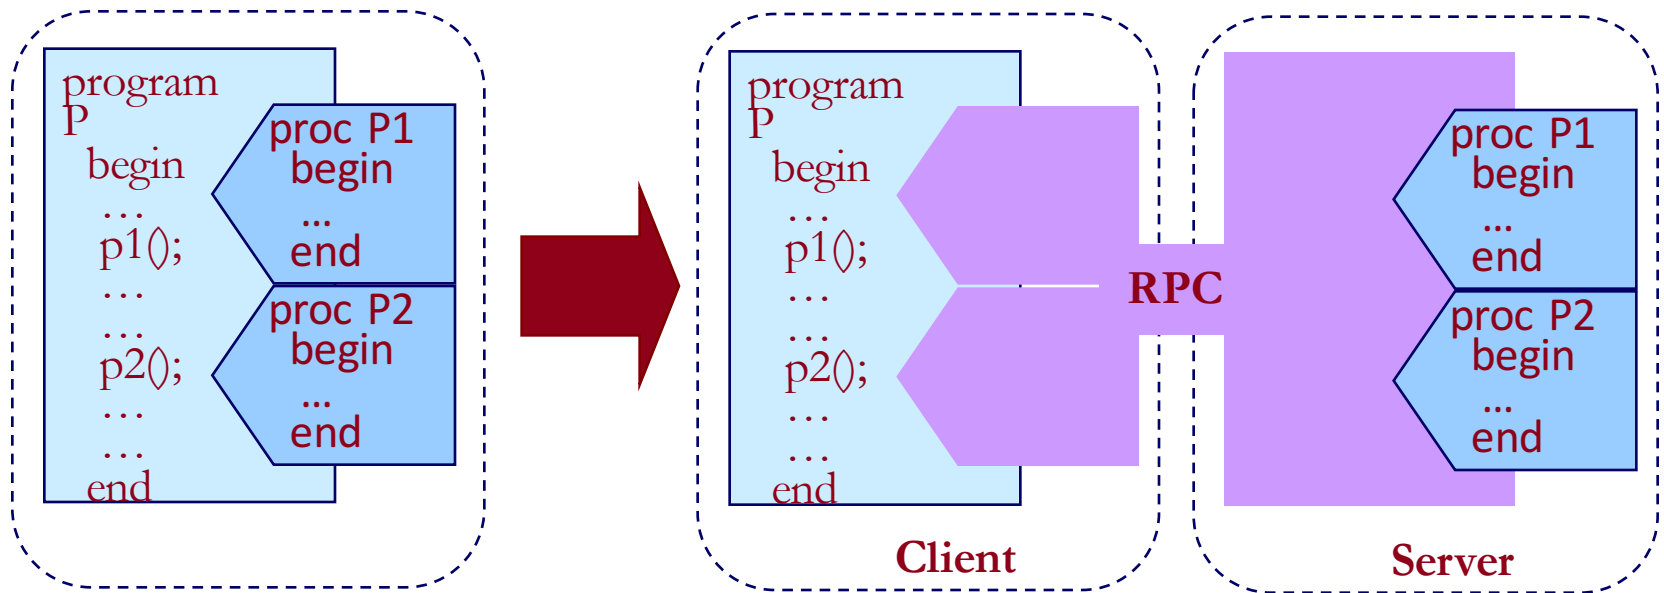 program
P
begin
…
p1();
…
…
p2();
…
…
end
proc P1
begin
...
end
proc P2
begin
...
end
program
P
begin
…
p1();
…
…
p2();
…
…
end
RPC
Client
proc P1
begin
...
end
proc P2
begin
...
end
Server